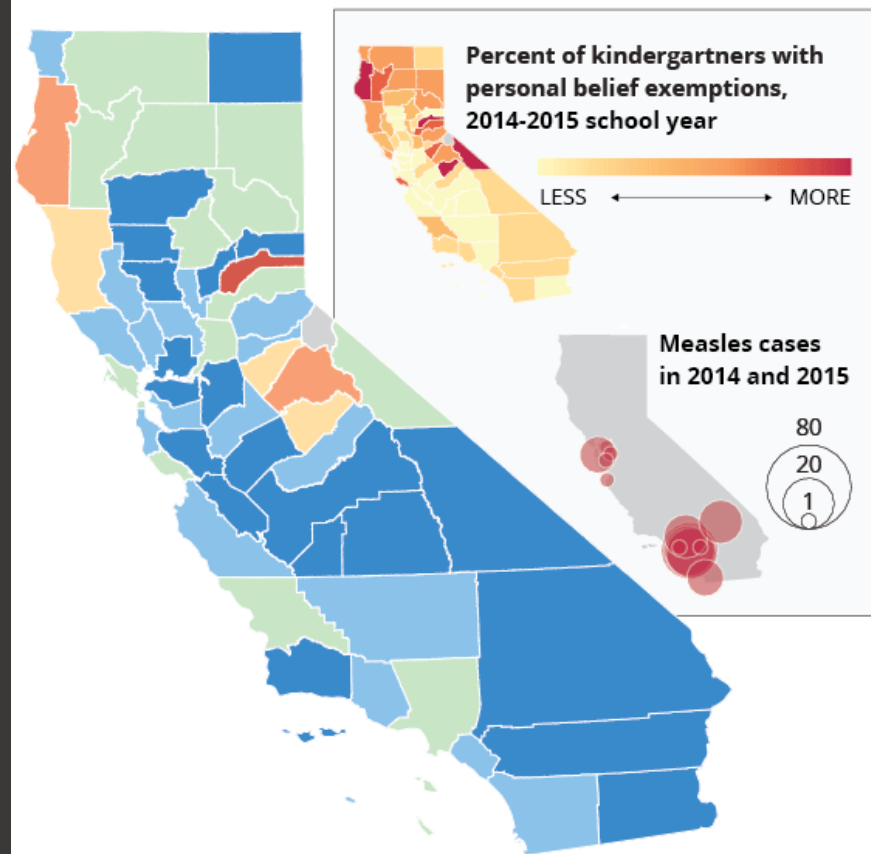 Percent of kindergartners with
personal belief exemptions,
2014-2015 school year
LESS MORE
Measles cases
in 2014 and 2015
80
20
1